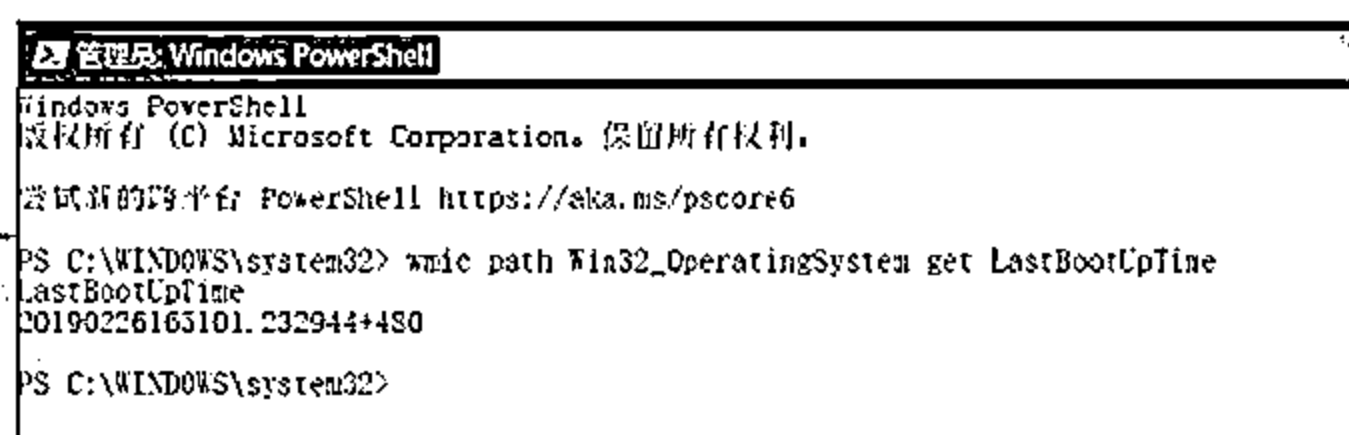 管理员: Windows PowerShell
Windows PowerShell
版权所有 (C) Microsoft Corporation。保留所有权利。
尝试新的跨平台 PowerShell https://aka.ms/pscore6
PS C:\WINDOWS\system32> wmic path Win32_OperatingSystem get LastBootUpTime
LastBootUpTime
20190226163101.232944+480
PS C:\WINDOWS\system32>